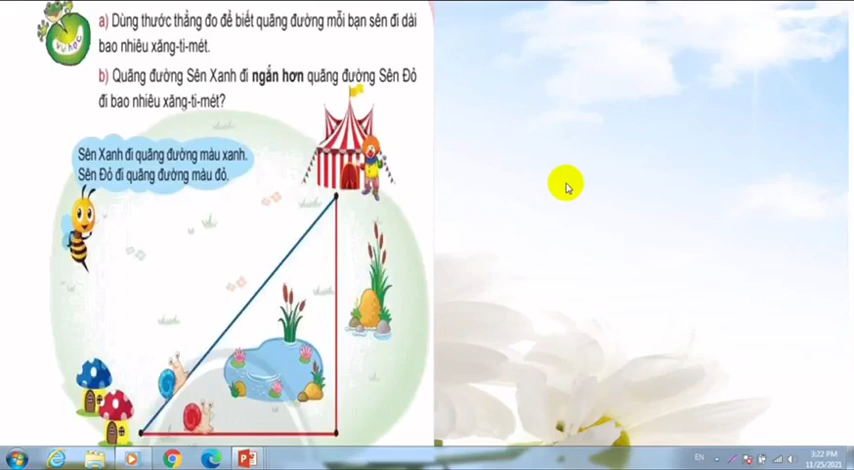 a) Dùng thước thẳng đo để biết quãng đường mỗi bạn sên đi dài
bao nhiêu xăng-ti-mét.
b) Quãng đường Sên Xanh đi ngắn hơn quãng đường Sên Đỏ
đi bao nhiêu xăng-ti-mét?
Sên Xanh đi quãng đường màu xanh.
Sên Đỏ đi quãng đường màu đỏ.
EN
3:22 PM
11/25/2021